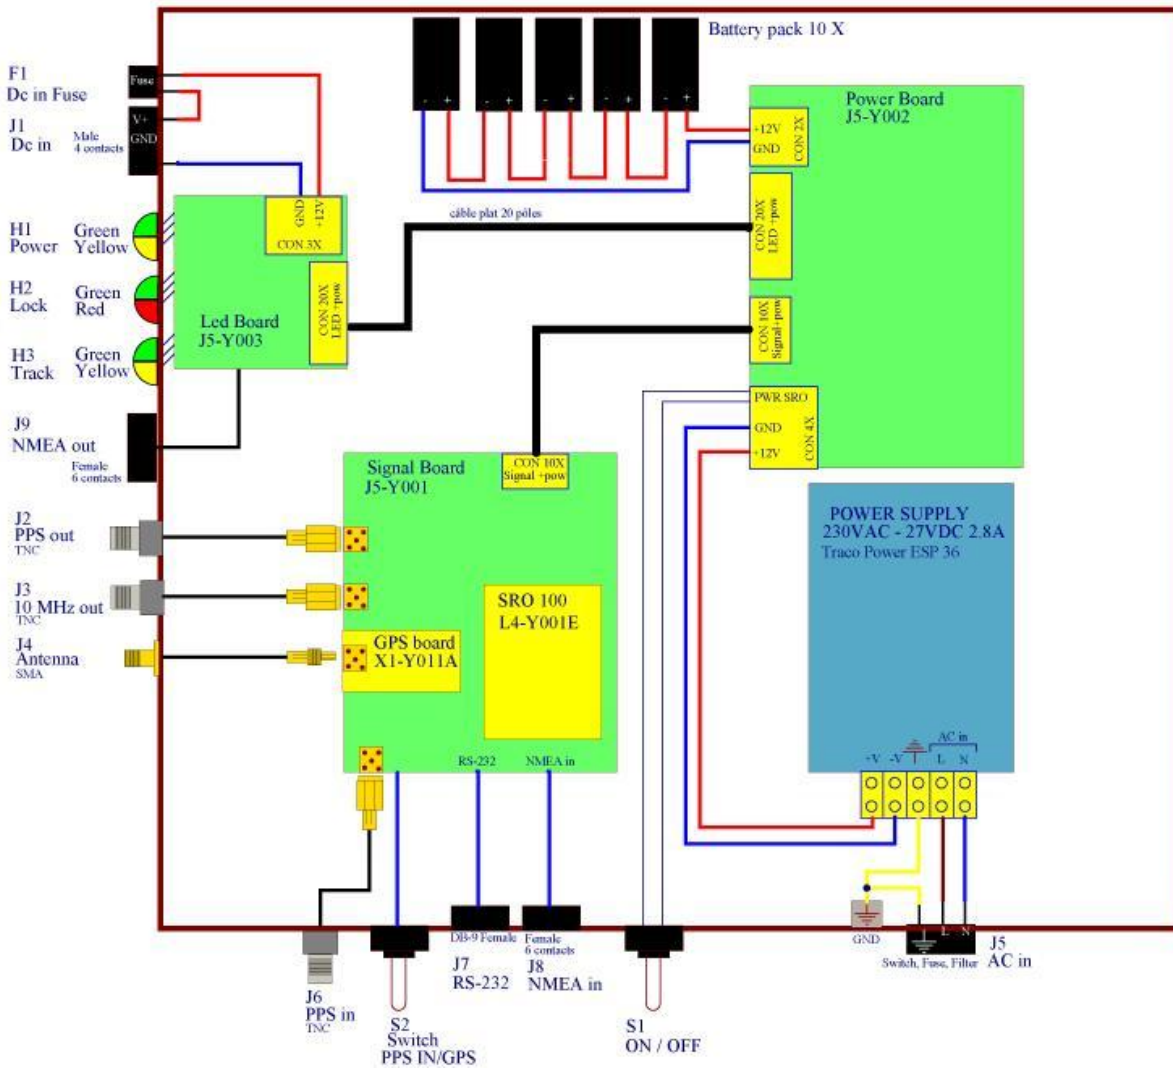 Battery pack 10 X
- + - + - + - + - +
F1
Dc in Fuse
Fuse
J1
Dc in
Male
4 contacts
V+
GND
H1
Power
Green
Yellow
H2
Lock
Green
Red
H3
Track
Green
Yellow
GND
+12V
CON 3X
CON 20X
LED +pow
Led Board
J5-Y003
câble plat 20 pôles
Power Board
J5-Y002
+12V
GND
CON 2X
CON 20X
LED +pow
CON 10X
Signal+pow
PWR SRO
GND
+12V
CON 4X
J9
NMEA out
Female
6 contacts
J2
PPS out
TNC
J3
10 MHz out
TNC
J4
Antenna
SMA
Signal Board
J5-Y001
CON 10X
Signal +pow
SRO 100
L4-Y001E
GPS board
X1-Y011A
RS-232
NMEA in
POWER SUPPLY
230VAC - 27VDC 2.8A
Traco Power ESP 36
AC in
+V -V L N
J6
PPS in
TNC
S2
Switch
PPS IN/GPS
DB-9 Female
J7
RS-232
Female
6 contacts
J8
NMEA in
S1
ON / OFF
GND
L N
Switch, Fuse, Filter
J5
AC in